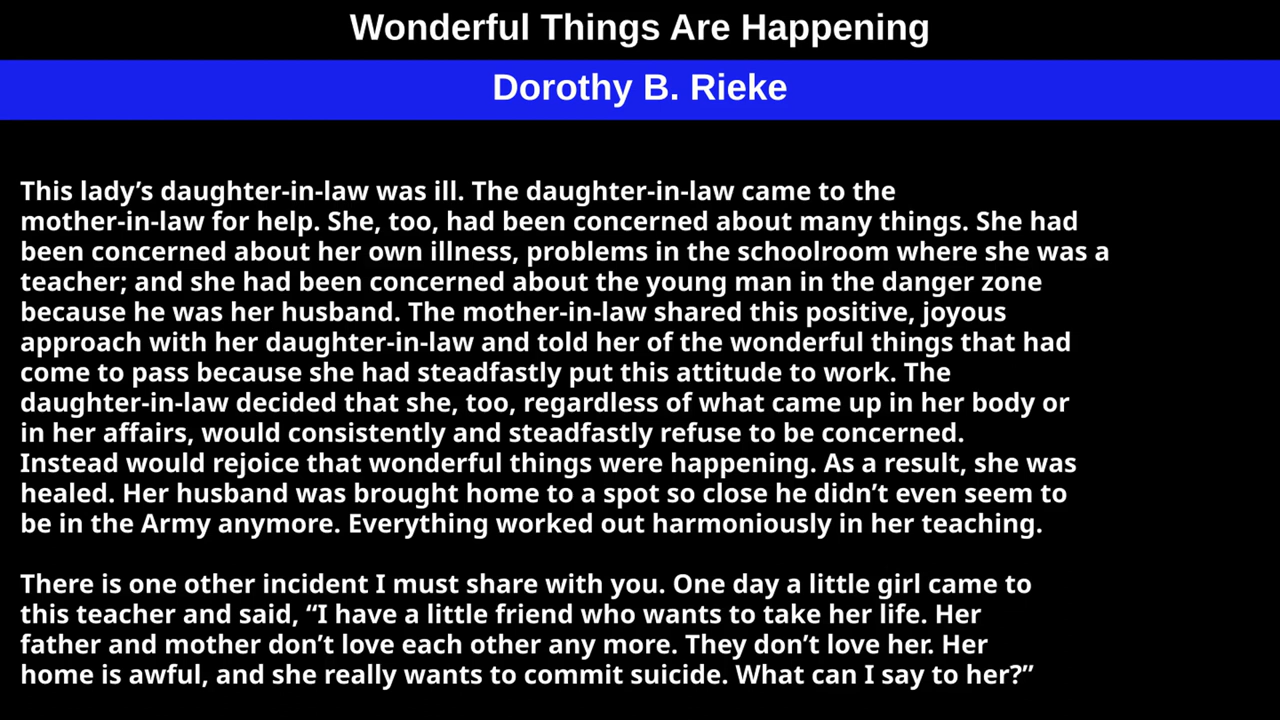 Wonderful Things Are Happening
Dorothy B. Rieke
This lady’s daughter-in-law was ill. The daughter-in-law came to the
mother-in-law for help. She, too, had been concerned about many things. She had
been concerned about her own illness, problems in the schoolroom where she was a
teacher; and she had been concerned about the young man in the danger zone
because he was her husband. The mother-in-law shared this positive, joyous
approach with her daughter-in-law and told her of the wonderful things that had
come to pass because she had steadfastly put this attitude to work. The
daughter-in-law decided that she, too, regardless of what came up in her body or
in her affairs, would consistently and steadfastly refuse to be concerned.
Instead would rejoice that wonderful things were happening. As a result, she was
healed. Her husband was brought home to a spot so close he didn’t even seem to
be in the Army anymore. Everything worked out harmoniously in her teaching.
There is one other incident I must share with you. One day a little girl came to
this teacher and said, “I have a little friend who wants to take her life. Her
father and mother don’t love each other any more. They don’t love her. Her
home is awful, and she really wants to commit suicide. What can I say to her?”